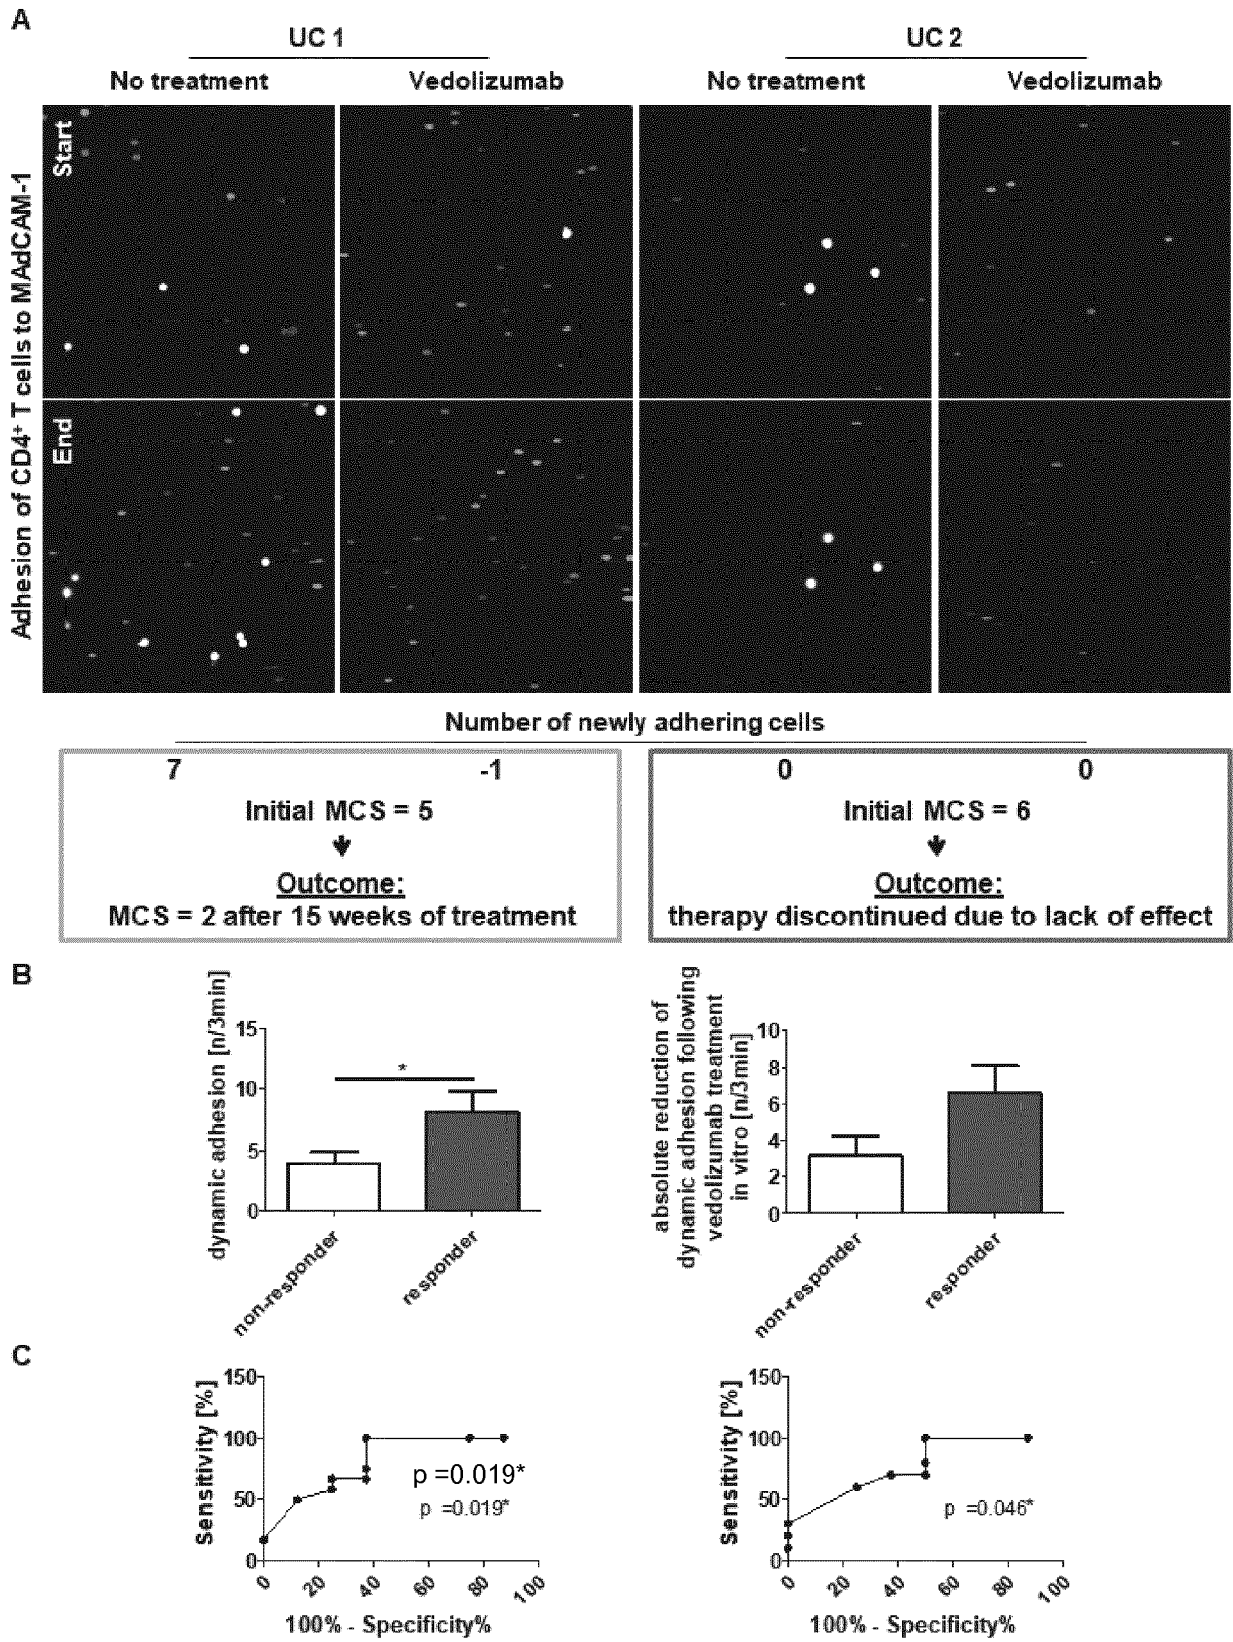 A
UC 1
UC 2
No treatment
Vedolizumab
No treatment
Vedolizumab
Adhesion of CD4+ T cells to MAdCAM-1
Start
End
Number of newly adhering cells
7
-1
0
0
Initial MCS = 5
Initial MCS = 6
Outcome:
Outcome:
MCS = 2 after 15 weeks of treatment
therapy discontinued due to lack of effect
B
dynamic adhesion [n/3min]
15
10
5
0
*
non-responder
responder
absolute reduction of
dynamic adhesion following
vedolizumab treatment
in vitro [n/3min]
10
8
6
4
2
0
non-responder
responder
C
Sensitivity [%]
150
100
50
0
p =0.019*
p =0.019*
0
20
40
60
80
100
100% - Specificity%
Sensitivity [%]
150
100
50
0
p =0.046*
0
20
40
60
80
100
100% - Specificity%